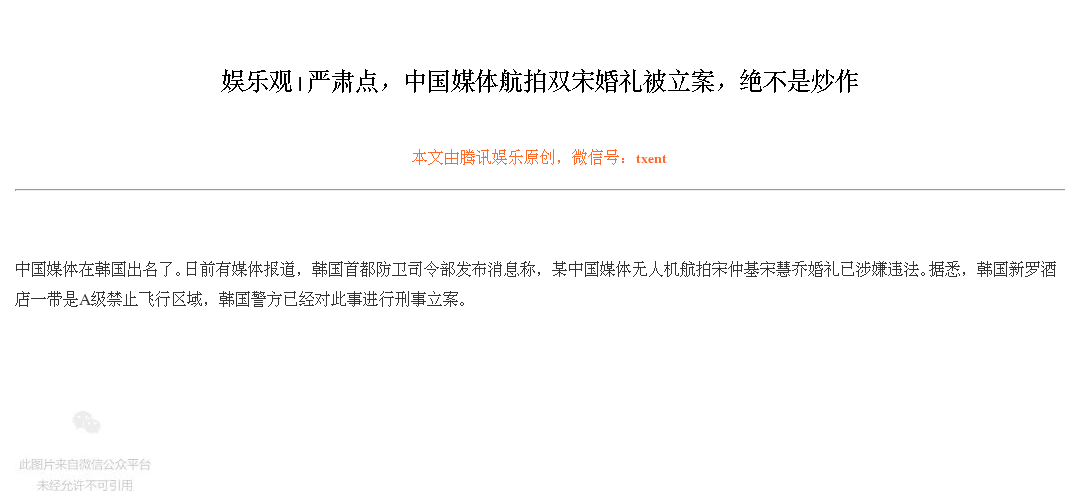 娱乐观|严肃点，中国媒体航拍双宋婚礼被立案，绝不是炒作
本文由腾讯娱乐原创，微信号：txent
中国媒体在韩国出名了。日前有媒体报道，韩国首都防卫司令部发布消息称，某中国媒体无人机航拍宋仲基宋慧乔婚礼已涉嫌违法。据悉，韩国新罗酒
店一带是A级禁止飞行区域，韩国警方已经对此事进行刑事立案。
此图片来自微信公众平台
未经允许不可引用